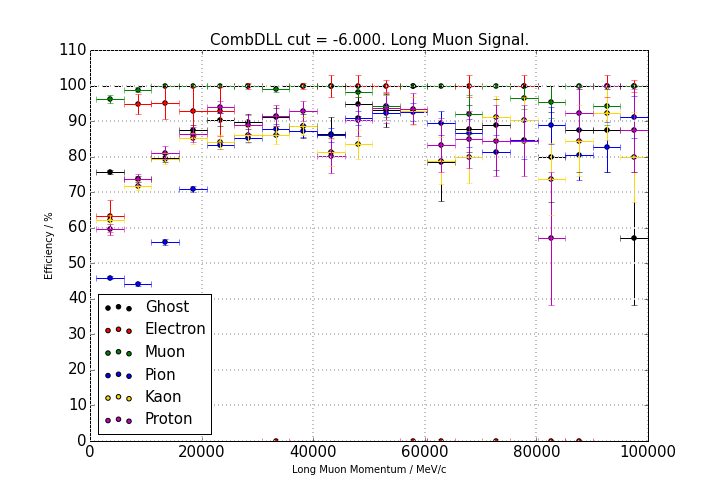 CombDLL cut = -6.000. Long Muon Signal.
110
100
90
80
70
60
50
40
30
20
10
0
Efficiency / %
Ghost
Electron
Muon
Pion
Kaon
Proton
0 20000 40000 60000 80000 100000
Long Muon Momentum / MeV/c